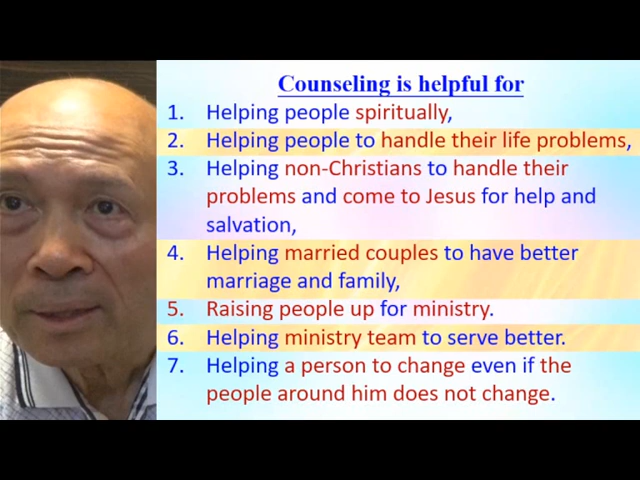 Counseling is helpful for
1. Helping people spiritually,
2. Helping people to handle their life problems,
3. Helping non-Christians to handle their
problems and come to Jesus for help and
salvation,
4. Helping married couples to have better
marriage and family,
5. Raising people up for ministry.
6. Helping ministry team to serve better.
7. Helping a person to change even if the
people around him does not change.